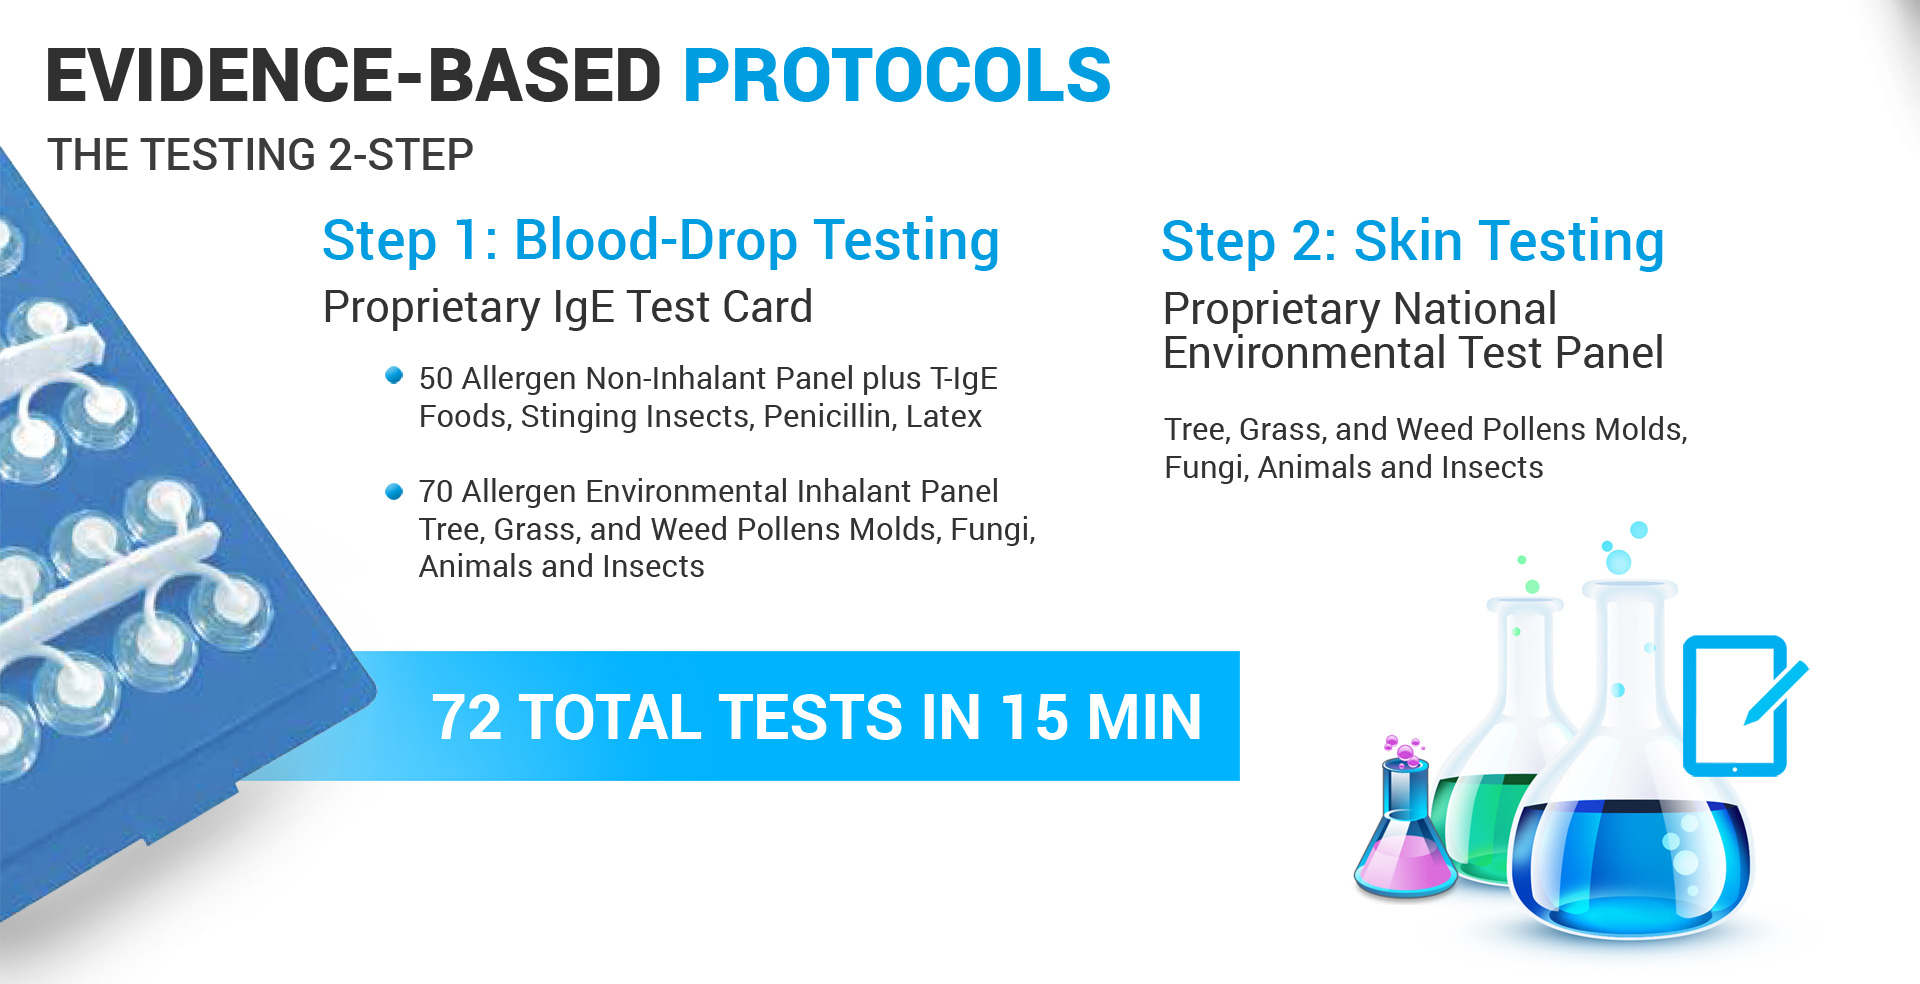 EVIDENCE-BASED PROTOCOLS
THE TESTING 2-STEP
Step 1: Blood-Drop Testing
Proprietary IgE Test Card
50 Allergen Non-Inhalant Panel plus T-IgE
Foods, Stinging Insects, Penicillin, Latex
70 Allergen Environmental Inhalant Panel
Tree, Grass, and Weed Pollens Molds, Fungi,
Animals and Insects
Step 2: Skin Testing
Proprietary National
Environmental Test Panel
Tree, Grass, and Weed Pollens Molds,
Fungi, Animals and Insects
72 TOTAL TESTS IN 15 MIN